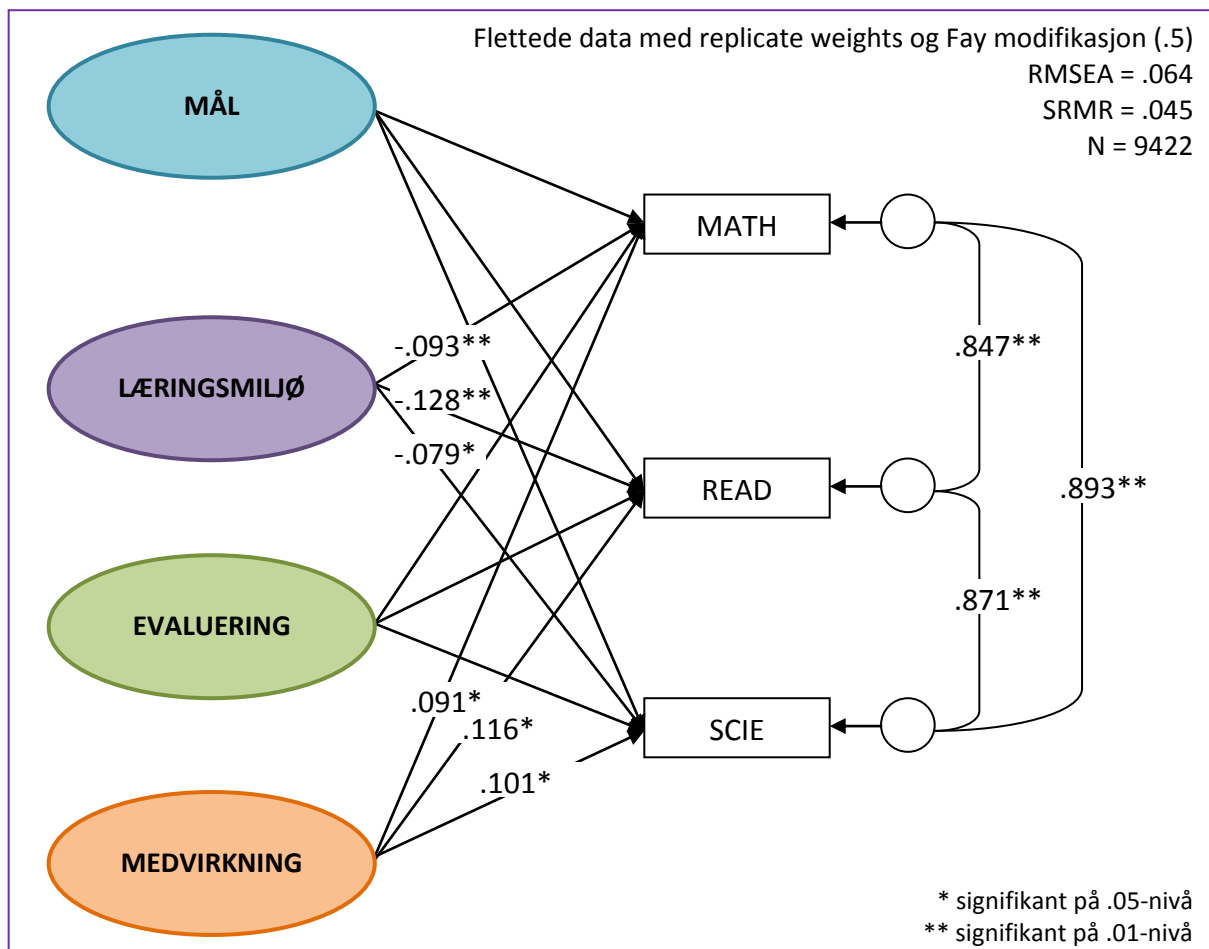 Flettede data med replicate weights og Fay modifikasjon (.5)
RMSEA = .064
SRMR = .045
N = 9422
MÅL
MATH
-.093**
.847**
LÆRINGSMILJØ
-.128**
-.079*
READ
.893**
.871**
EVALUERING
.091*
.116*
SCIE
.101*
MEDVIRKNING
* signifikant på .05-nivå
** signifikant på .01-nivå